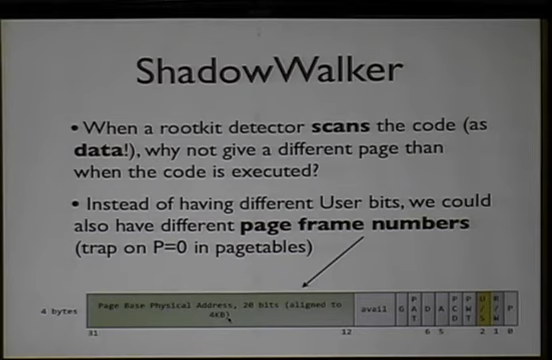 ShadowWalker
• When a rootkit detector scans the code (as
data!), why not give a different page than
when the code is executed?
• Instead of having different User bits, we could
also have different page frame numbers
(trap on P=0 in pagetables)
4 bytes
Page Base Physical Address, 20 bits (aligned to
4KB)
avail
G
PAT
D
A
PCD
PWT
U/S
R/W
P
31
12
6 5
2 1 0